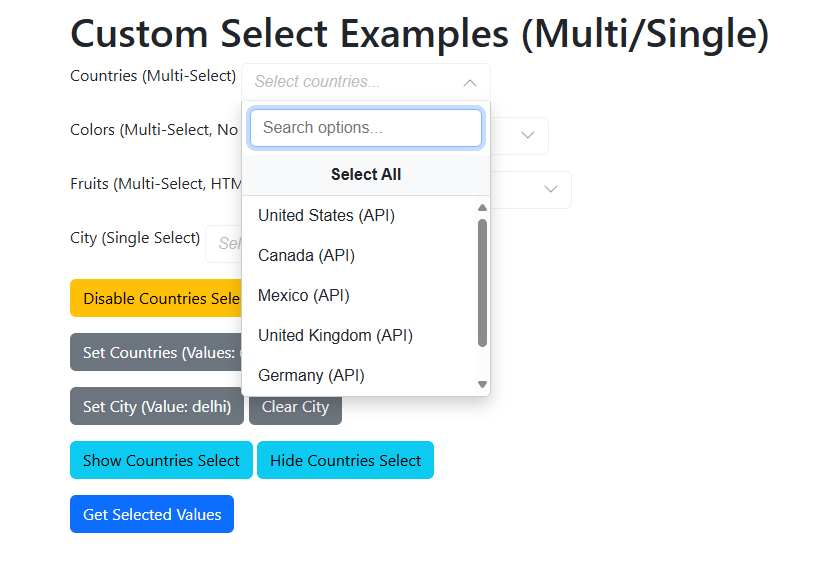 Custom Select Examples (Multi/Single)
Countries (Multi-Select) Select countries...
Search options...
Colors (Multi-Select, No
Select All
Fruits (Multi-Select, HTM
United States (API)
City (Single Select) Sel
Canada (API)
Disable Countries Sele
Mexico (API)
United Kingdom (API)
Set Countries (Values:
Germany (API)
Set City (Value: delhi) Clear City
Show Countries Select Hide Countries Select
Get Selected Values